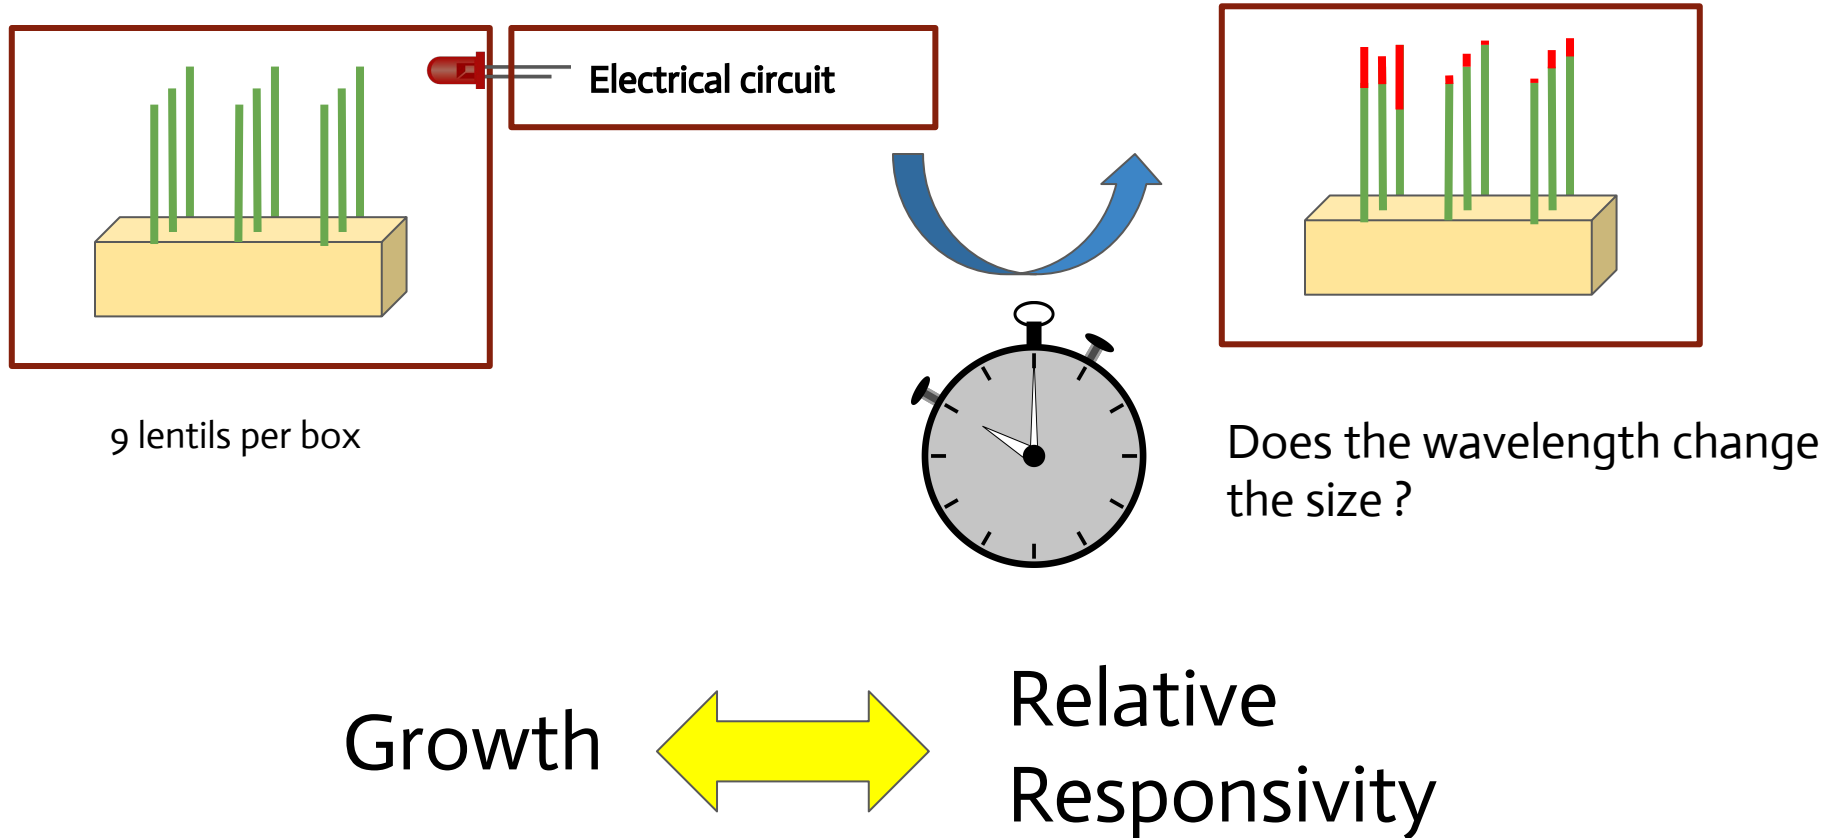 Electrical circuit
9 lentils per box
Does the wavelength change
the size ?
Growth
Relative
Responsivity